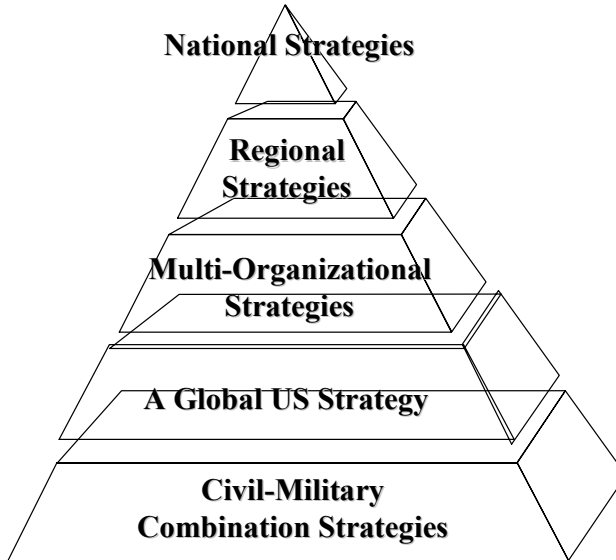 National Strategies
Regional
Strategies
Multi-Organizational
Strategies
A Global US Strategy
Civil-Military
Combination Strategies